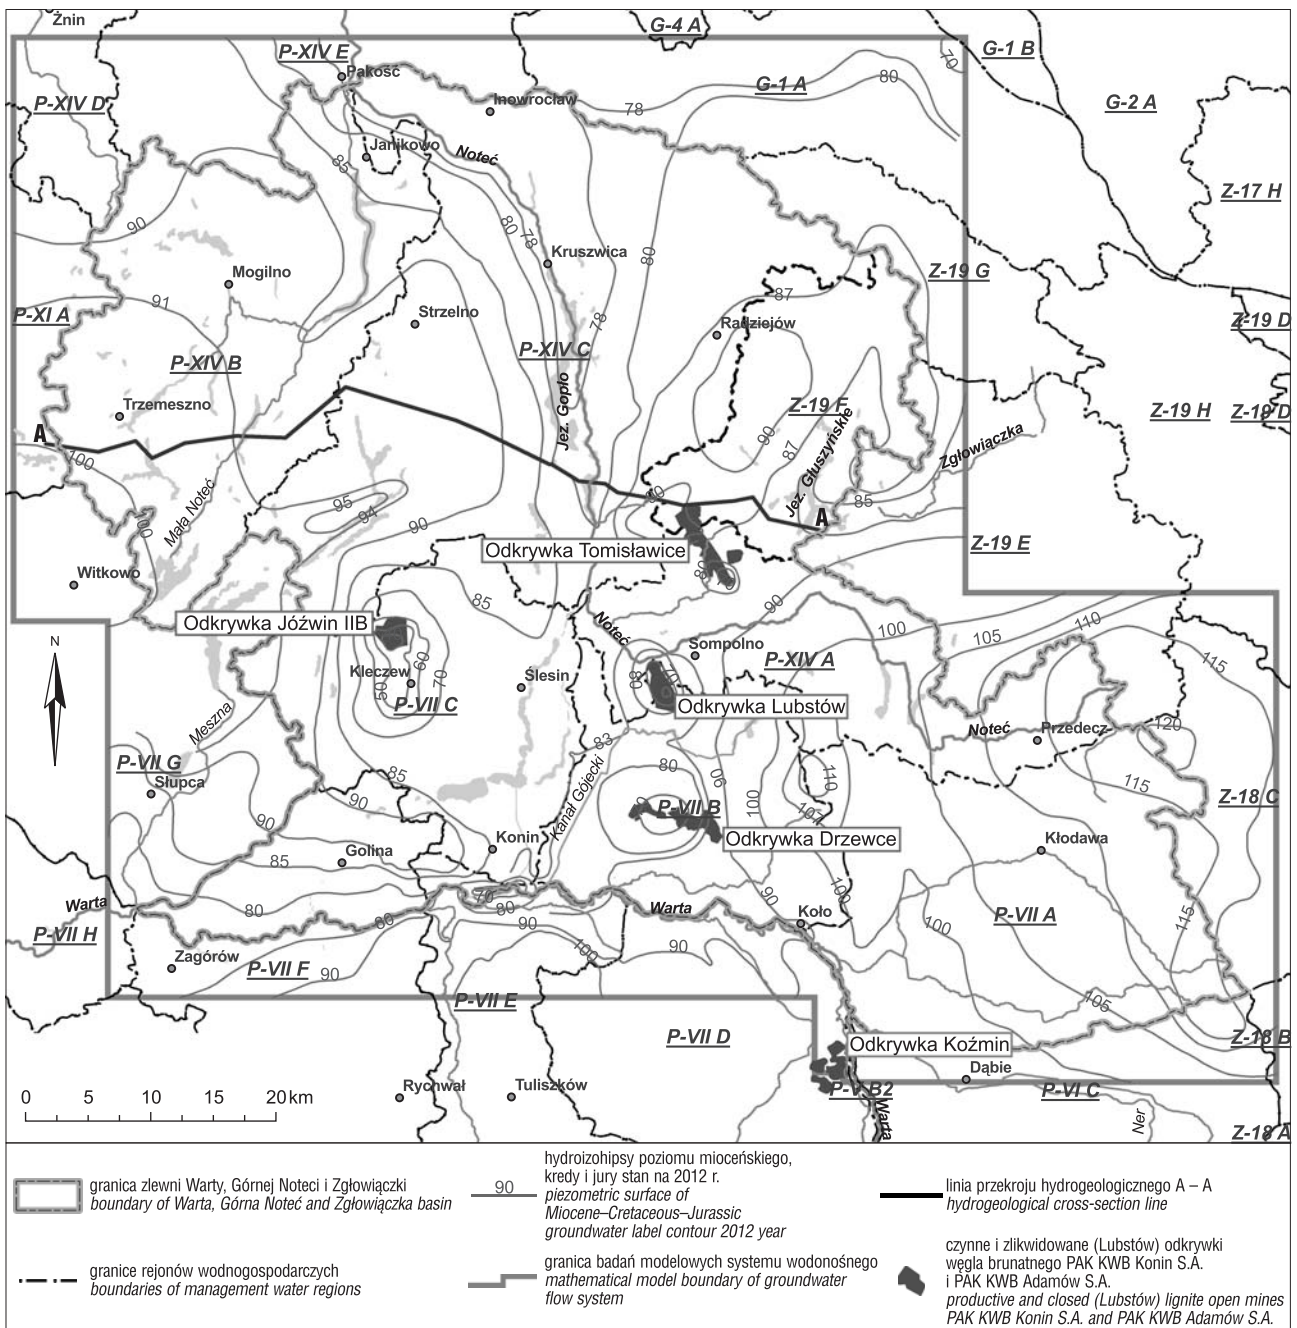 Żnin
G-4 A
P-XIV E
G-1 B
70
Pakość
80
G-1 A
P-XIV D
Inowrocław
78
G-2 A
Janikowo
85
Noteć
Z-17 H
90
80
78
Kruszwica
80
Z-19 G
Mogilno
91
87
P-XI A
Strzelno
78
Radziejów
Z-19 D
P-XIV C
P-XIV B
Jez. Gopło
Trzemeszno
Z-19 F
Z-19 H
Z-18 D
A
90
87
Jez. Głuszyńskie
Zgłowiączka
100
Mała Noteć
95
94
90
85
A
100
Odkrywka Tomisławice
Z-19 E
80
Witkowo
85
90
Odkrywka Jóźwin IIB
Noteć
100
105
110
N
Sompolno
P-XIV A
115
Kleczew
60
50
70
Ślesin
80
P-VII C
Odkrywka Lubstów
Meszna
Noteć
Przedecz
120
83
P-VII G
Słupca
85
80
90
110
115
Z-18 C
90
Kanał Gójecki
P-VII B
100
107
Odkrywka Drzewce
Konin
Kłodawa
Golina
85
70
80
Warta
80
60
90
Warta
90
100
Koło
100
P-VII A
115
P-VII H
Zagórów
P-VII F
90
100
90
P-VII E
105
P-VII D
Odkrywka Koźmin
Z-18 B
Dąbie
0 5 10 15 20 km
Rychwał
Tuliszków
P-V B2
P-VI C
Warta
Ner
Z-18 A
granica zlewni Warty, Górnej Noteci i Zgłowiączki
boundary of Warta, Górna Noteć and Zgłowiączka basin
granice rejonów wodnogospodarczych
boundaries of management water regions
90
hydroizohipsy poziomu mioceńskiego,
kredy i jury stan na 2012 r.
piezometric surface of
Miocene–Cretaceous–Jurassic
groundwater label contour 2012 year
granica badań modelowych systemu wodonośnego
mathematical model boundary of groundwater
flow system
linia przekroju hydrogeologicznego A – A
hydrogeological cross-section line
czynne i zlikwidowane (Lubstów) odkrywki
węgla brunatnego PAK KWB Konin S.A.
i PAK KWB Adamów S.A.
productive and closed (Lubstów) lignite open mines
PAK KWB Konin S.A. and PAK KWB Adamów S.A.